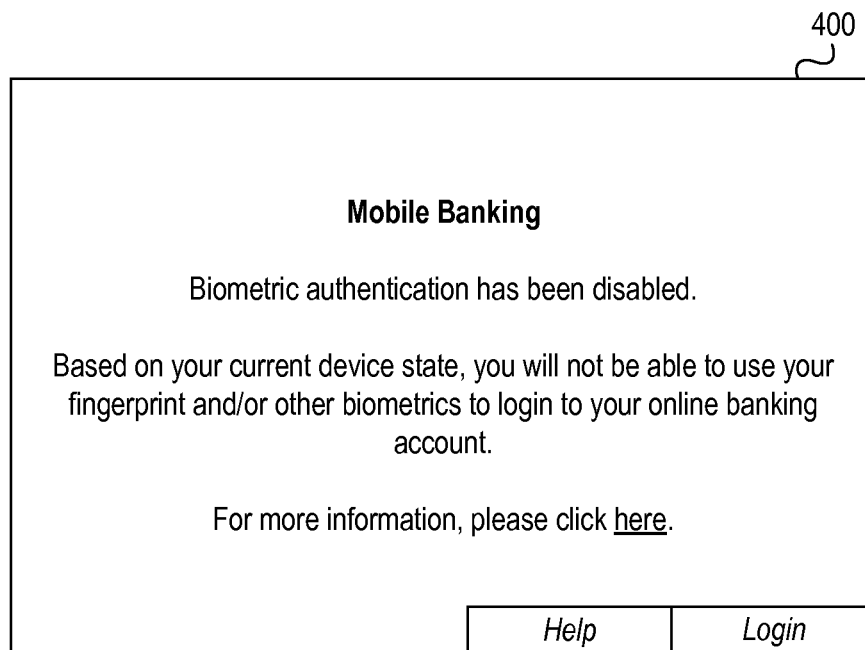 400
Mobile Banking
Biometric authentication has been disabled.
Based on your current device state, you will not be able to use your
fingerprint and/or other biometrics to login to your online banking
account.
For more information, please click here.
Help
Login